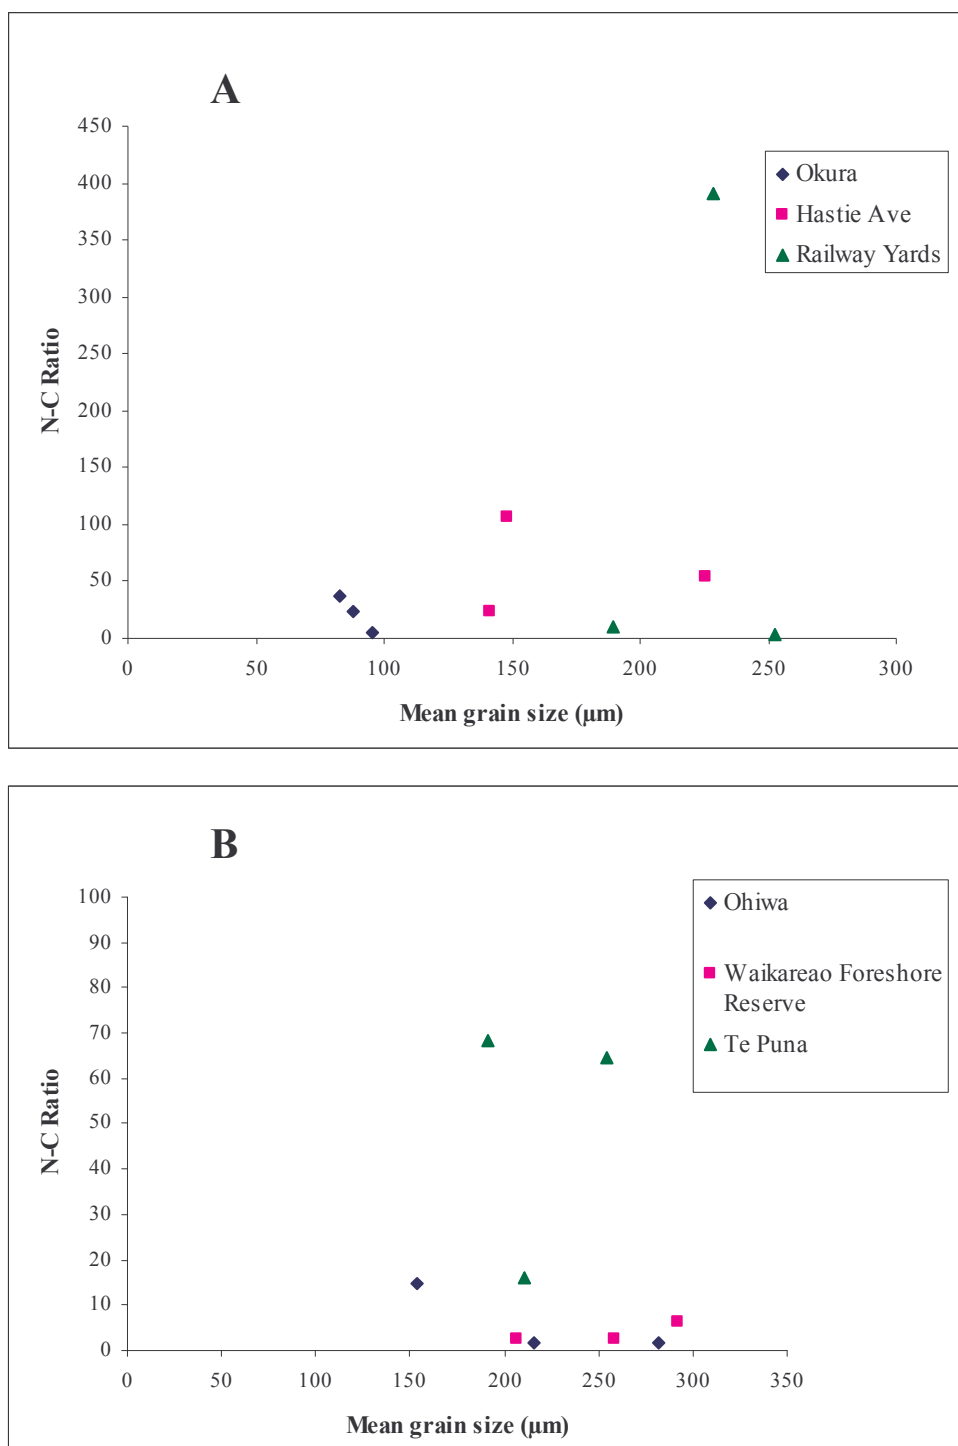 A
450
400
350
300
250
200
150
100
50
0
N-C Ratio
0 50 100 150 200 250 300
Mean grain size (μm)
Okura
Hastie Ave
Railway Yards
B
100
90
80
70
60
50
40
30
20
10
0
N-C Ratio
0 50 100 150 200 250 300 350
Mean grain size (μm)
Ohiwa
Waikareao Foreshore
Reserve
Te Puna